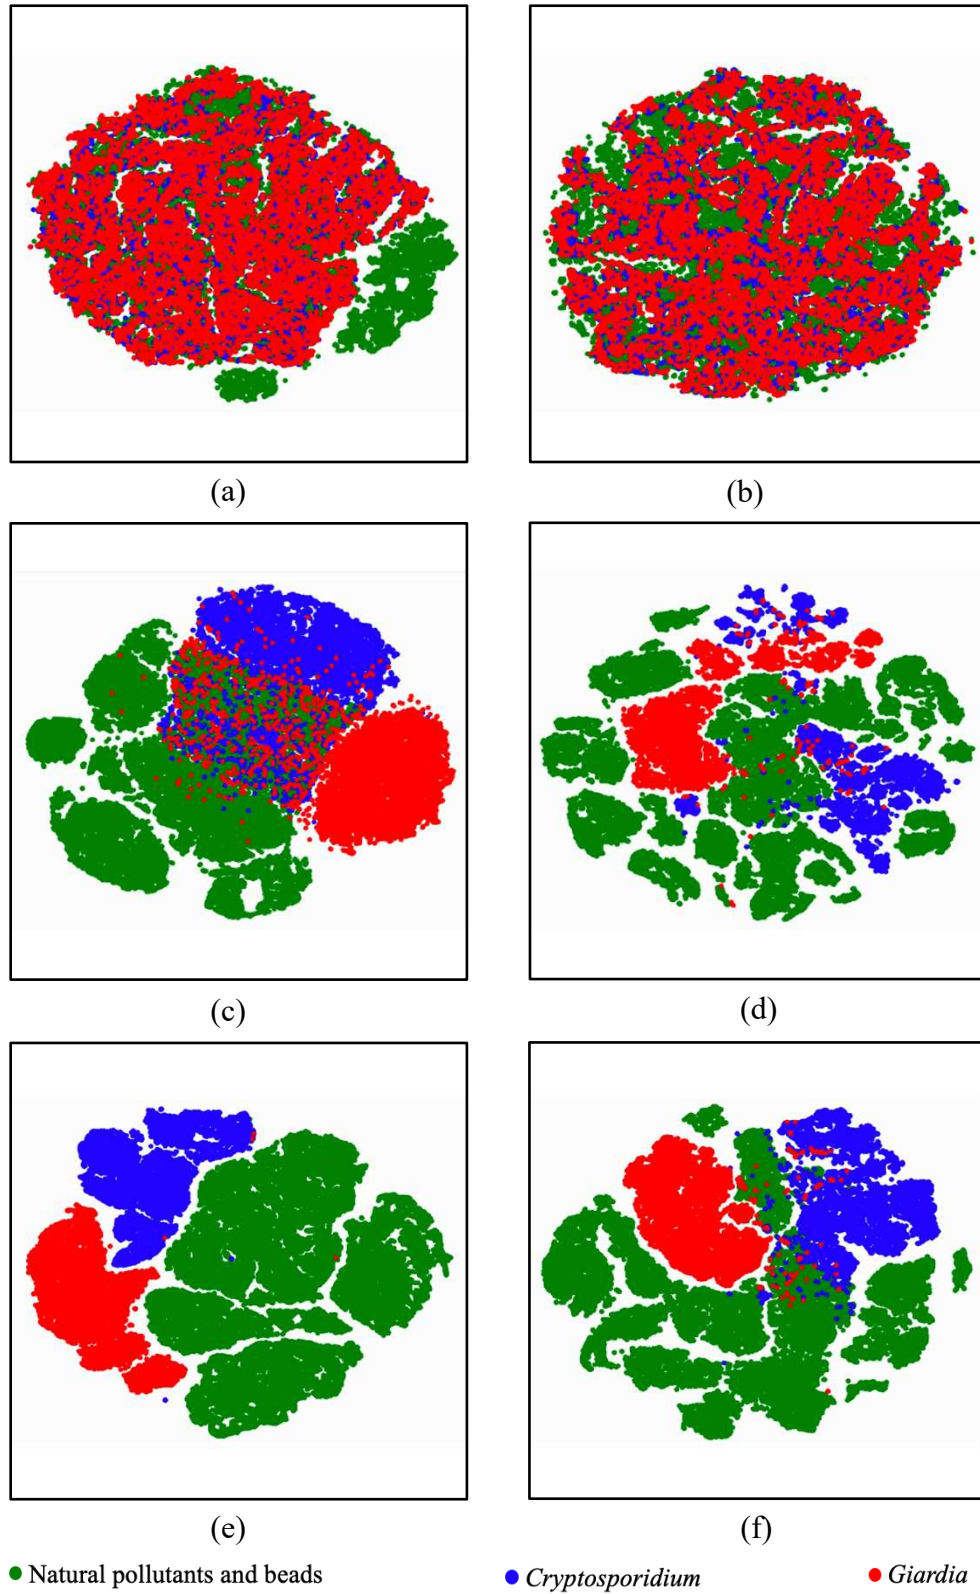 (a)
(b)
(c)
(d)
(e)
(f)
Natural pollutants and beads
Cryptosporidium
Giardia